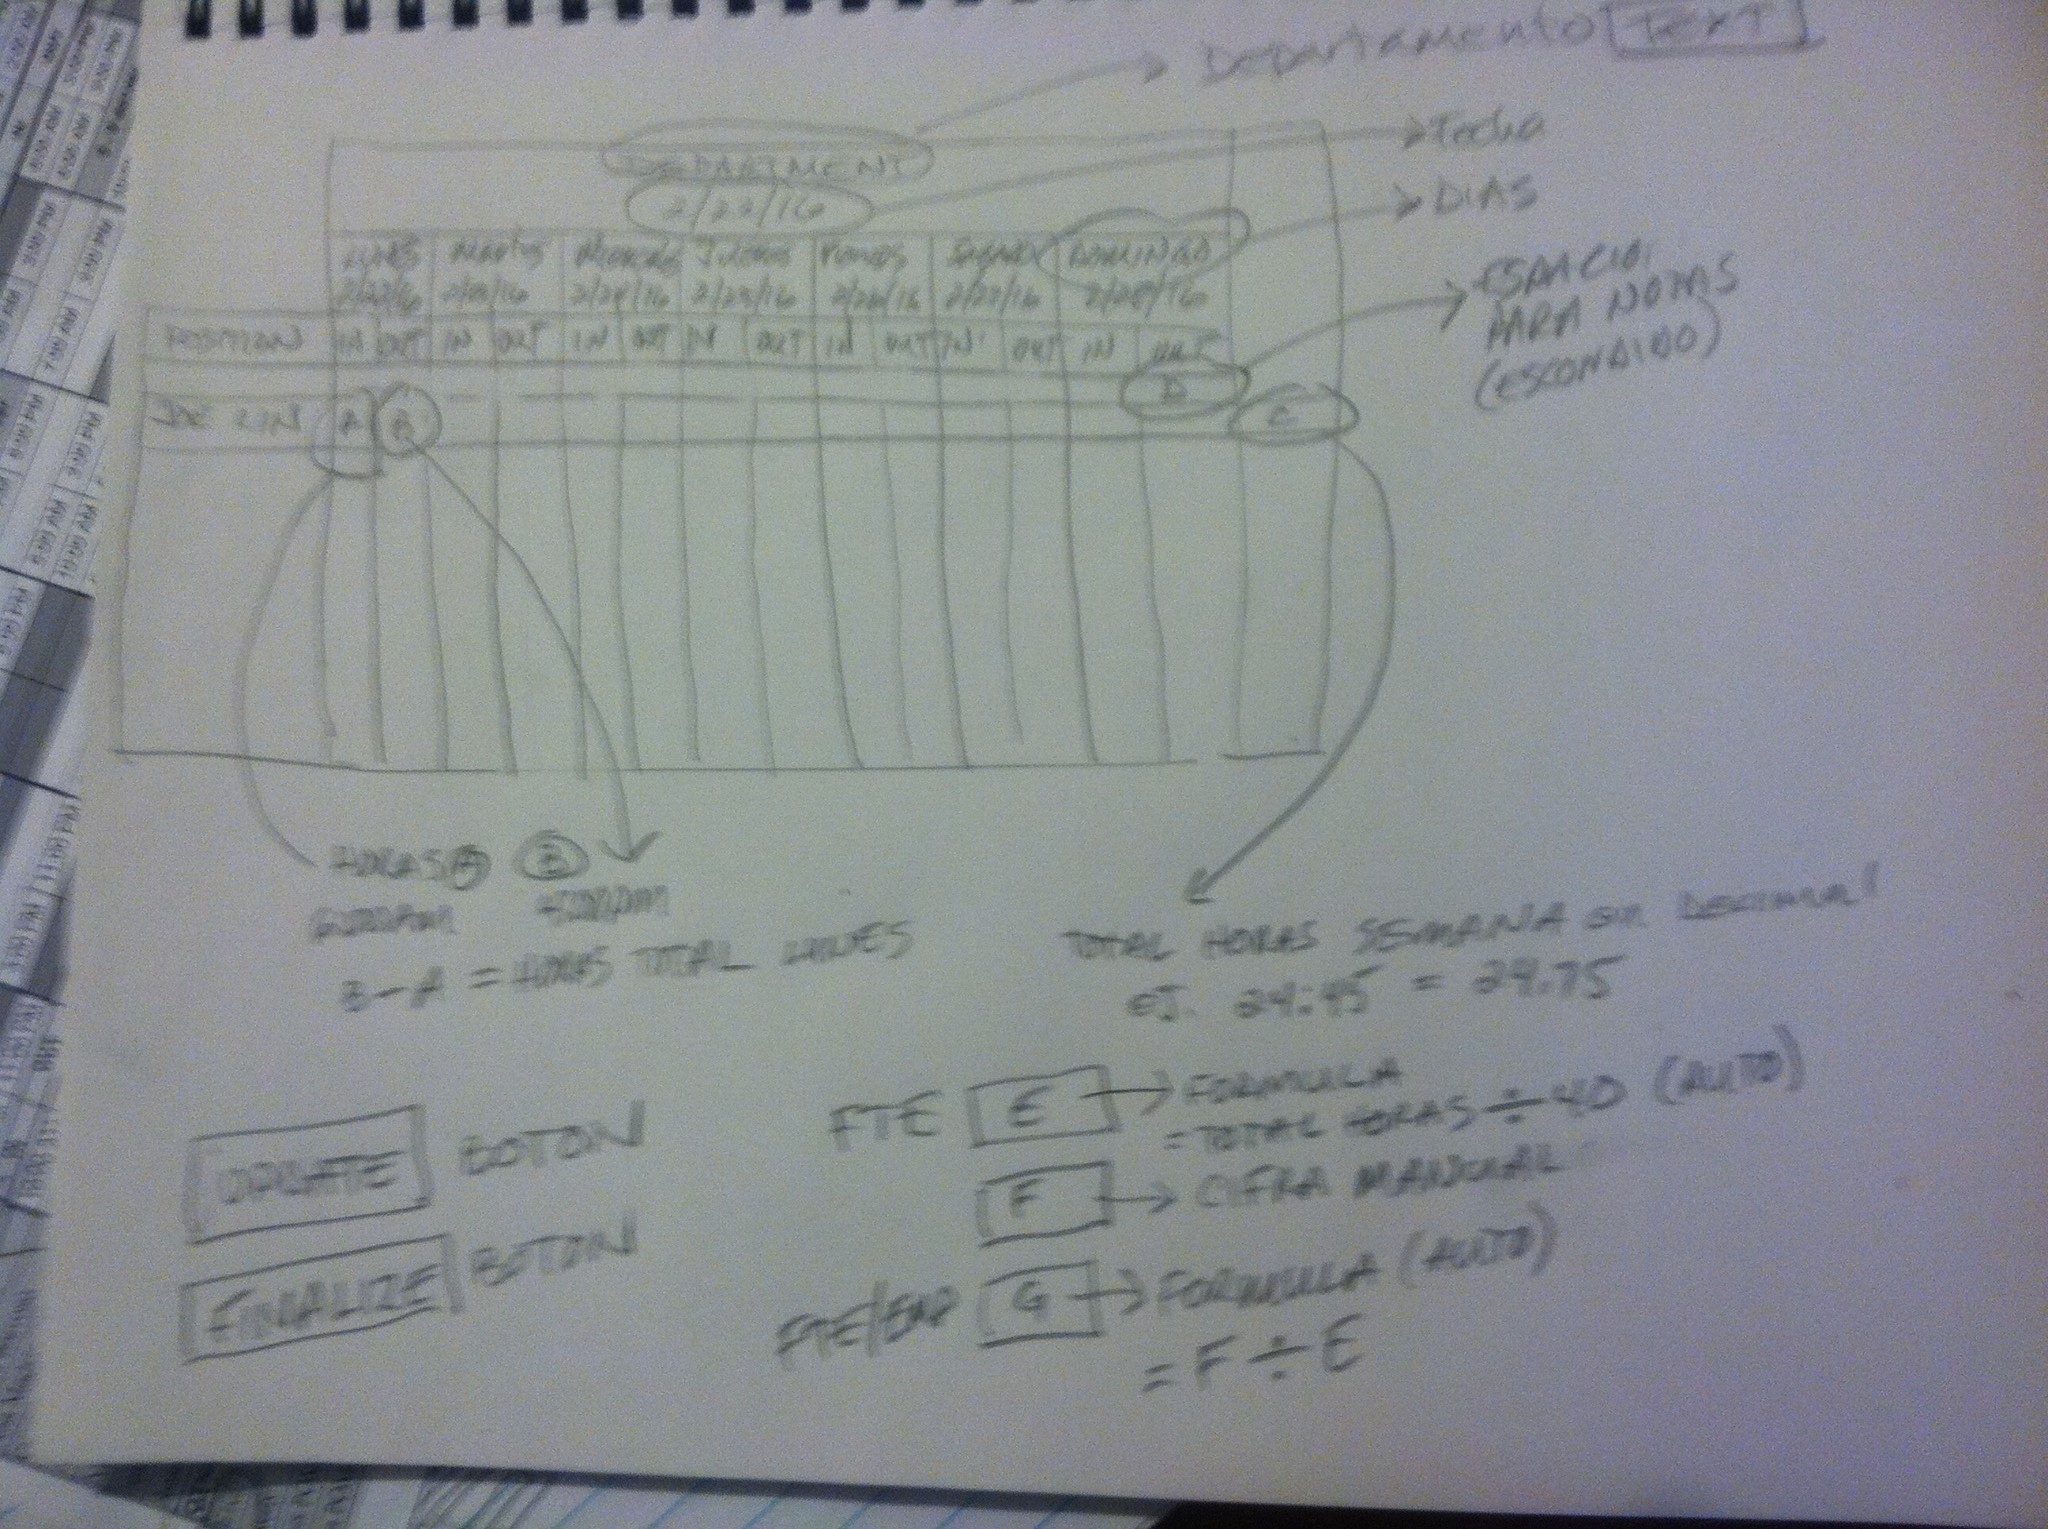 Departamento [TEXT]
DEPARTMENT
2/22/16
Fecha
DIAS
LUNES Martes Miercoles Jueves Viernes Sabado DOMINGO
2/22/16 2/23/16 2/24/16 2/25/16 2/26/16 2/27/16 2/28/16
ESPACIO
PARA NOTAS
(ESCONDIDO)
POSITION IN OUT IN OUT IN OUT IN OUT IN OUT IN OUT IN OUT
D
JOE LIN A B C
HORAS A B
B-A = HORAS TOTAL LUNES
TOTAL HORAS SEMANA en Decimal
EJ. 24:45 = 24.75
UPDATE BOTON
FINALIZE BOTON
FTE E → FORMULA
= TOTAL HORAS ÷ 40 (AUTO)
F → CIFRA MANUAL
FTE/EMP G → FORMULA (AUTO)
= F ÷ E